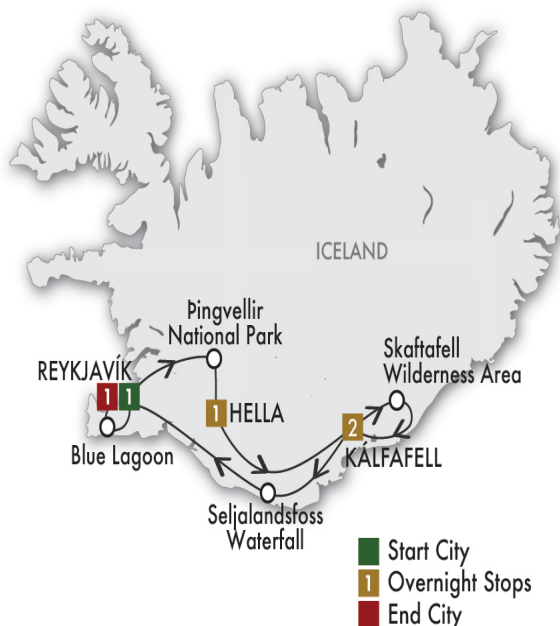 ICELAND
Þingvellir
National Park
Skaftafell
Wilderness Area
REYKJAVÍK
1 1
1 HELLA
2
KÁLFAFELL
Blue Lagoon
Seljalandsfoss
Waterfall
Start City
1 Overnight Stops
End City